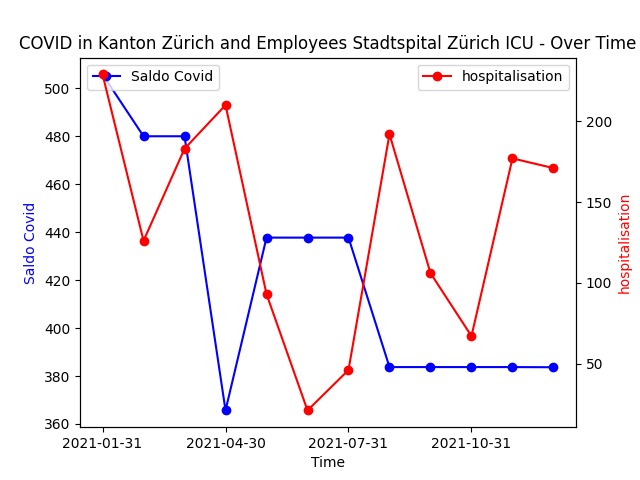 COVID in Kanton Zürich and Employees Stadtspital Zürich ICU - Over Time
Saldo Covid
hospitalisation
500
480
460
440
420
400
380
360
Saldo Covid
200
150
100
50
hospitalisation
2021-01-31 2021-04-30 2021-07-31 2021-10-31
Time